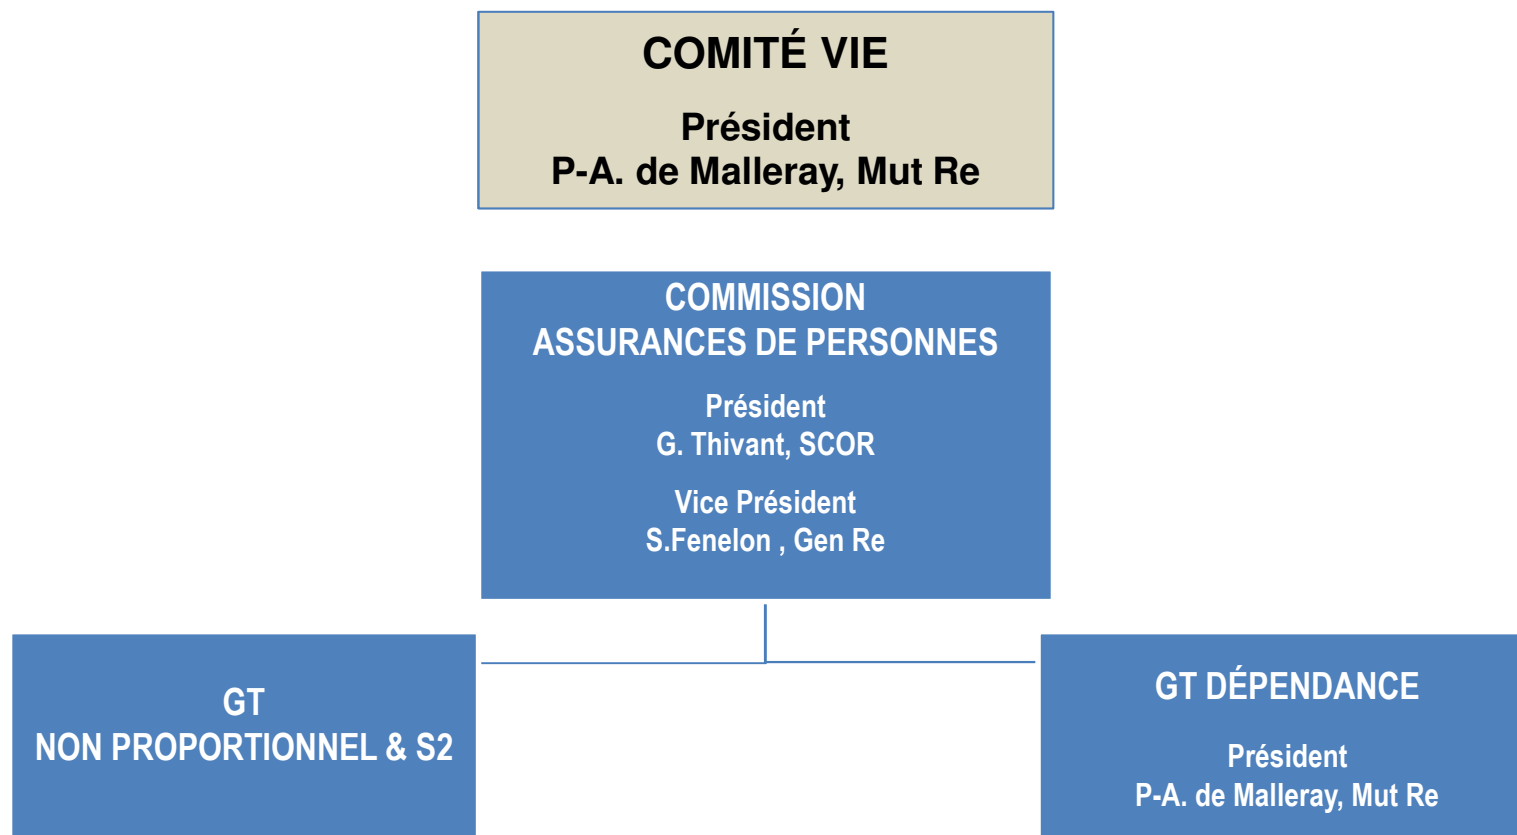 COMITÉ VIE
Président
P-A. de Malleray, Mut Re
COMMISSION
ASSURANCES DE PERSONNES
Président
G. Thivant, SCOR
Vice Président
S.Fenelon , Gen Re
GT
NON PROPORTIONNEL & S2
GT DÉPENDANCE
Président
P-A. de Malleray, Mut Re